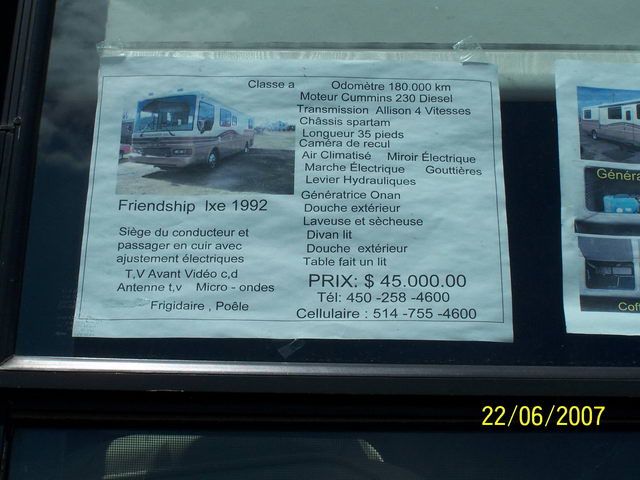 Classe a
Odomètre 180.000 km
Moteur Cummins 230 Diesel
Transmission Allison 4 Vitesses
Châssis spartam
Longueur 35 pieds
Caméra de recul
Air Climatisé Miroir Électrique
Marche Électrique Gouttières
Levier Hydrauliques
Génératrice Onan
Douche extérieur
Laveuse et sècheuse
Divan lit
Douche extérieur
Table fait un lit
PRIX: $ 45.000.00
Tél: 450 -258 -4600
Cellulaire : 514 -755 -4600
Friendship lxe 1992
Siège du conducteur et
passager en cuir avec
ajustement électriques
T,V Avant Vidéo c,d
Antenne t,v Micro - ondes
Frigidaire , Poêle
22/06/2007